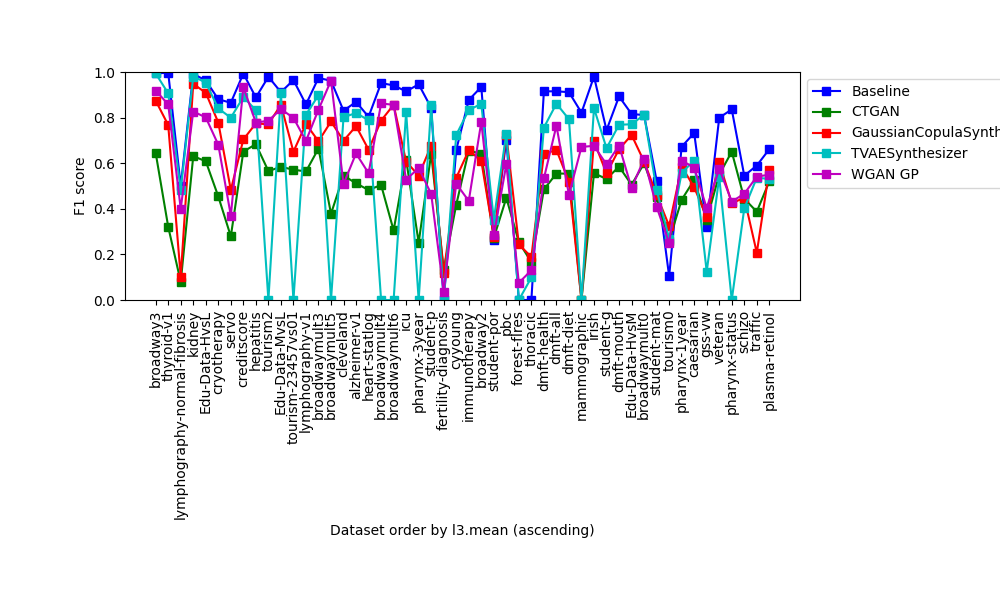 1.0
0.8
0.6
0.4
0.2
0.0
F1 score
broadway3
thyroid-v1
lymphography-normal-fibrosis
kidney
Edu-Data-HvsL
cryotherapy
servo
creditscore
hepatitis
tourism2
Edu-Data-MvsL
tourism-23457vs01
lymphography-v1
broadwaymult3
broadwaymult5
cleveland
alzheimer-v1
heart-statlog
broadwaymult4
broadwaymult6
icu
pharynx-3year
student-p
fertility-diagnosis
cyyoung
immunotherapy
broadway2
student-por
pbc
forest-fires
thoracic
dmft-health
dmft-all
dmft-diet
mammographic
irish
student-g
dmft-mouth
Edu-Data-HvsM
broadwaymult0
student-mat
tourism0
pharynx-1year
caesarian
gss-vw
veteran
pharynx-status
schizo
traffic
plasma-retinol
Dataset order by l3.mean (ascending)
Baseline
CTGAN
GaussianCopulaSynth
TVAESynthesizer
WGAN GP